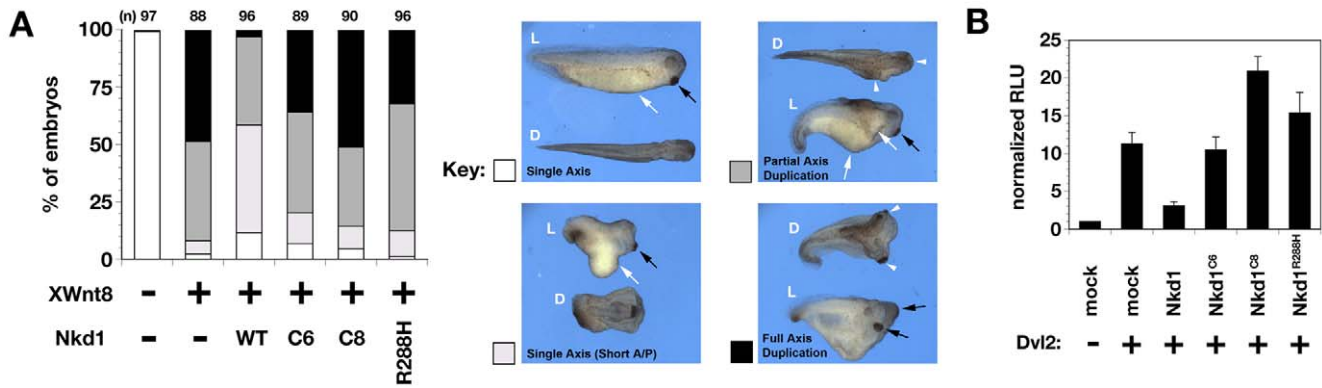 A
(n) 97 88 96 89 90 96
100
75
50
25
0
% of embryos
XWnt8 - + + + + +
Nkd1 - - WT C6 C8 R288H
Key:
L
D
Single Axis
D
L
Partial Axis
Duplication
L
D
Single Axis (Short A/P)
D
L
Full Axis
Duplication
B
25
20
15
10
5
0
normalized RLU
mock mock Nkd1 Nkd1C6 Nkd1C8 Nkd1R288H
Dvl2: - + + + + +